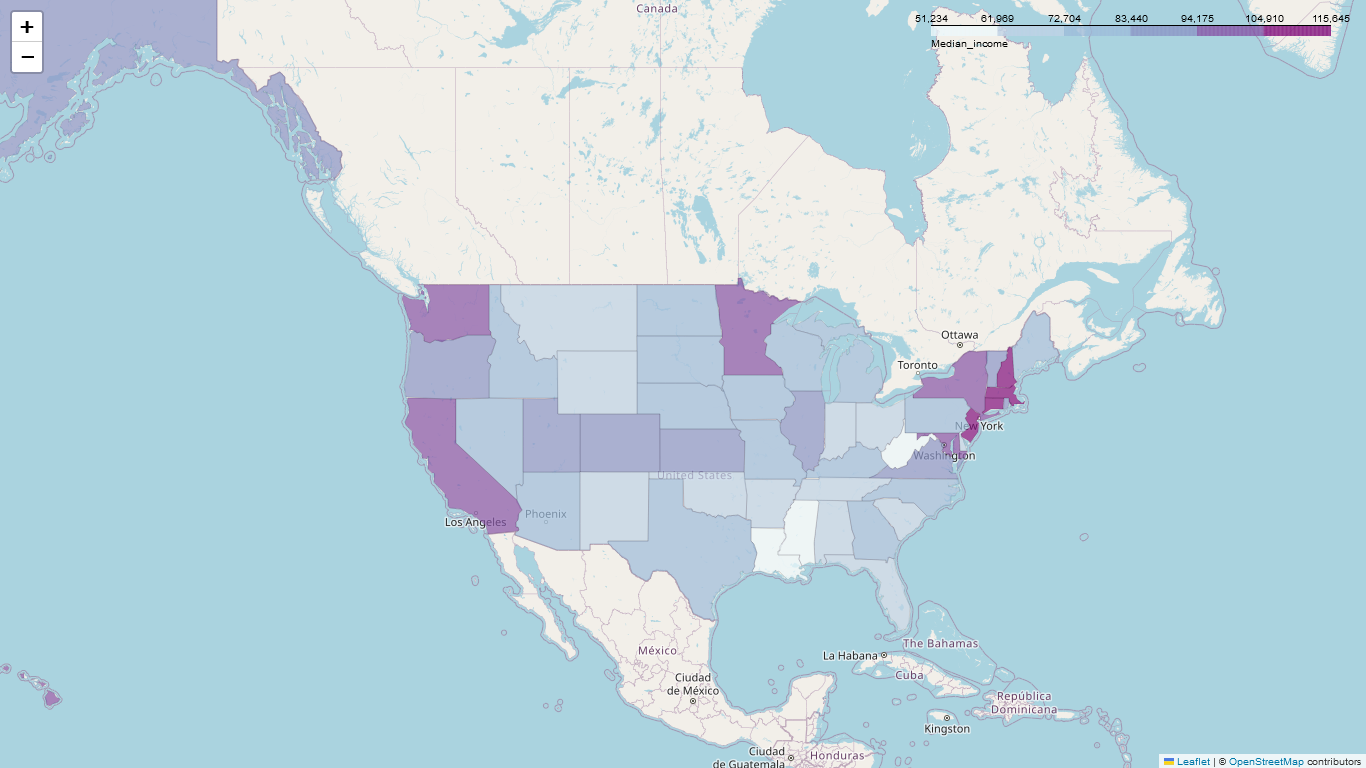 +
−
Canada
51,234 61,969 72,704 83,440 94,175 104,910 115,645
Median_income
Ottawa
Toronto
New York
Washington
United States
Phoenix
Los Angeles
The Bahamas
México
La Habana
Cuba
Ciudad
de México
República
Dominicana
Kingston
Ciudad
de Guatemala
Honduras
Leaflet | © OpenStreetMap contributors